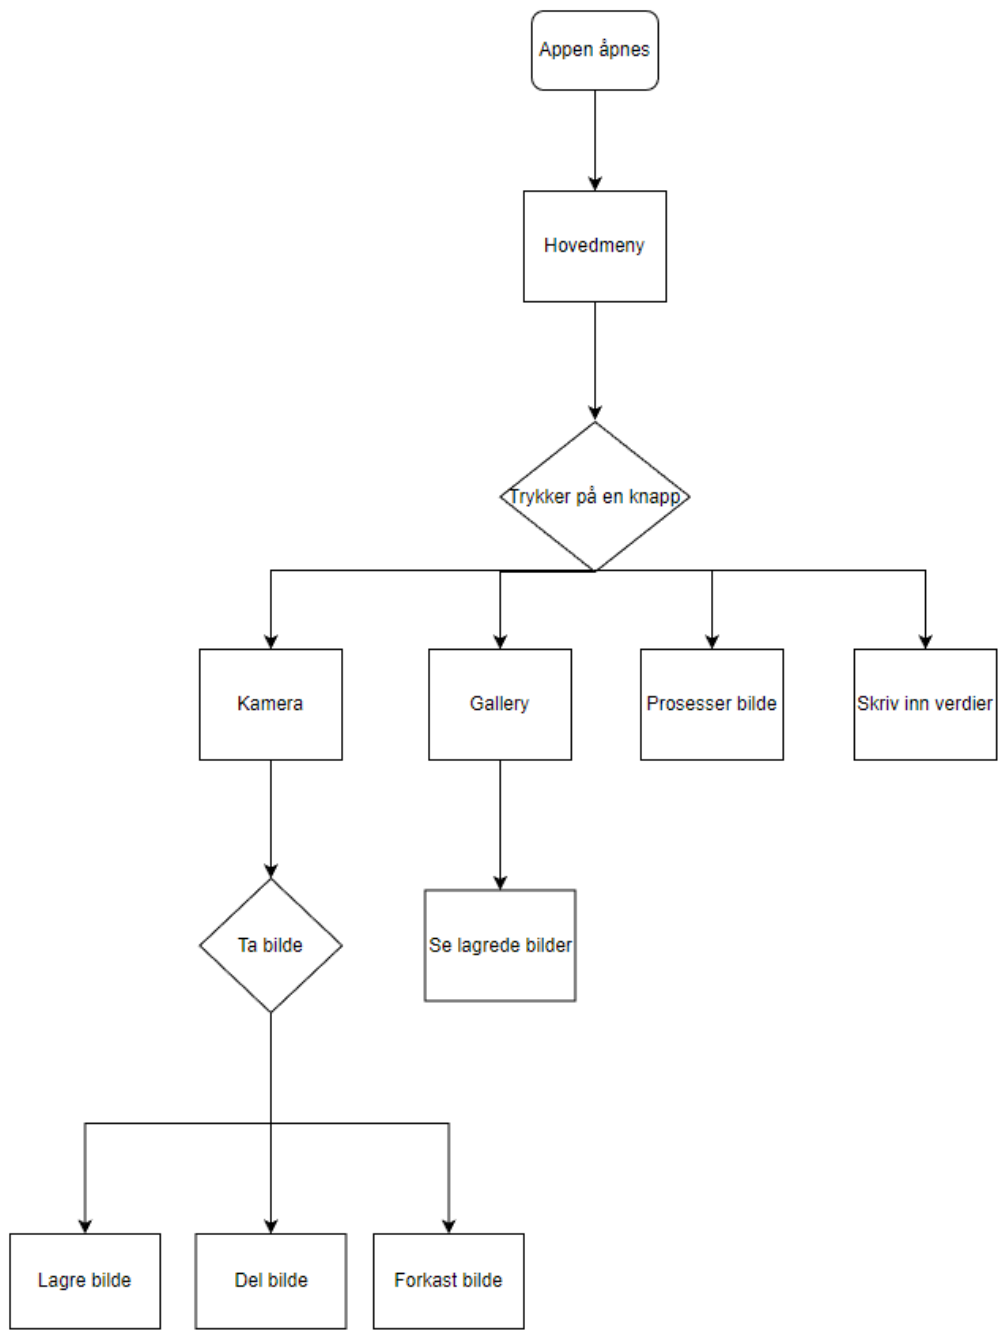 Appen åpnes
Hovedmeny
Trykker på en knapp
Kamera
Gallery
Prosesser bilde
Skriv inn verdier
Ta bilde
Se lagrede bilder
Lagre bilde
Del bilde
Forkast bilde